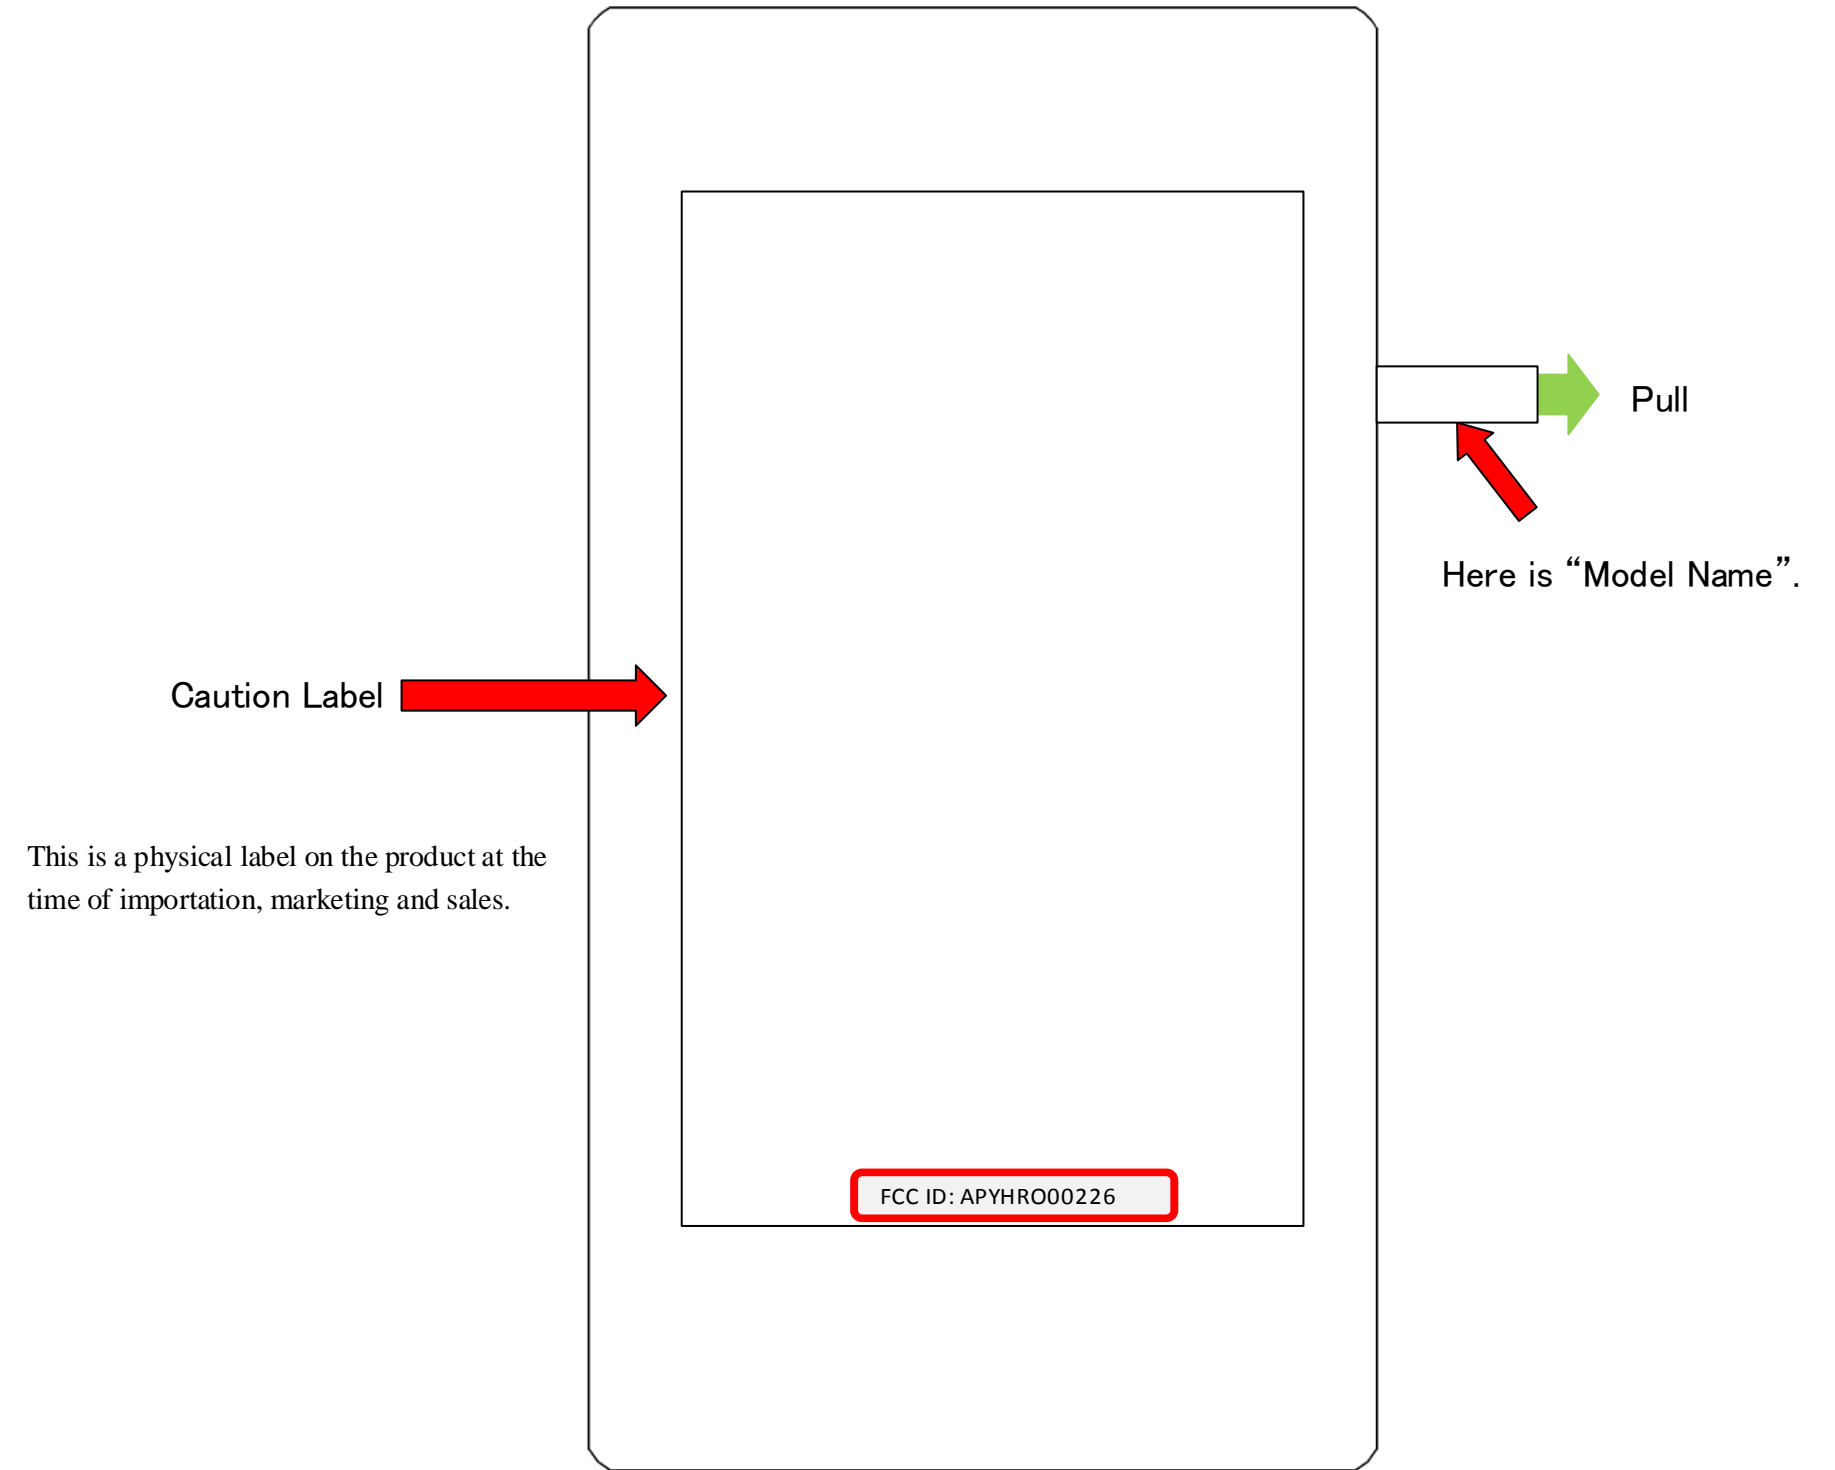 Pull
Here is “Model Name”.
Caution Label
This is a physical label on the product at the
time of importation, marketing and sales.
FCC ID: APYHRO00226